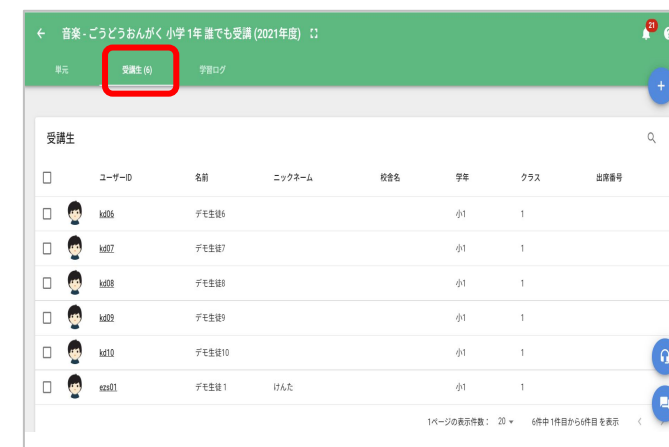 音楽 - ごうどうおんがく 小学 1年 誰でも受講 (2021年度)
21
単元 受講生 (6) 学習ログ
受講生
ユーザーID 名前 ニックネーム 校舎名 学年 クラス 出席番号
kd06 デモ生徒6 小1 1
kd07 デモ生徒7 小1 1
kd08 デモ生徒8 小1 1
kd09 デモ生徒9 小1 1
kd10 デモ生徒10 小1 1
ezs01 デモ生徒 1 けんた 小1 1
1ページの表示件数： 20 6件中 1件目から6件目 を表示